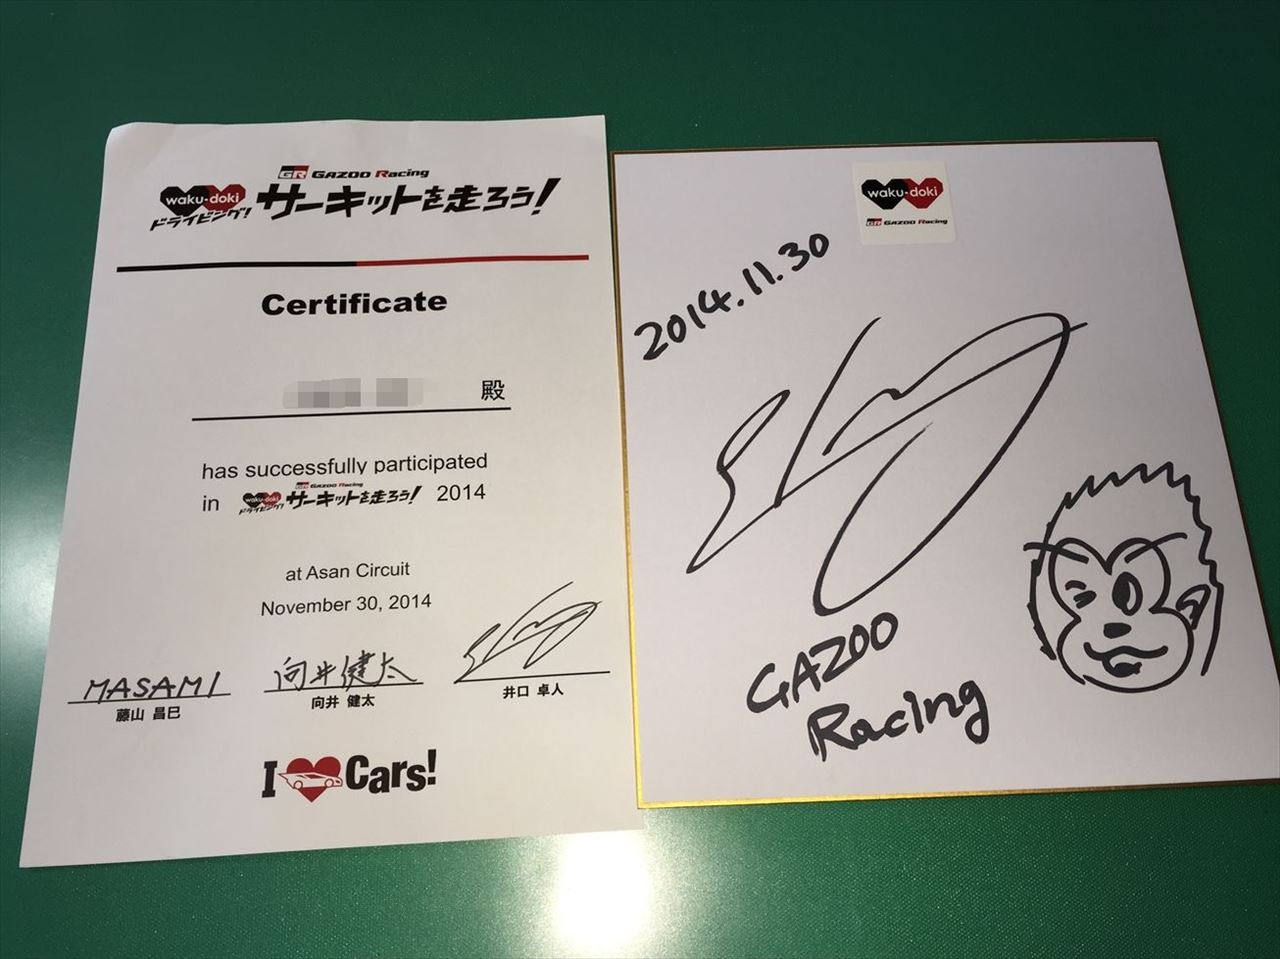 GR GAZOO Racing
waku-doki
ドライビング! サーキットを走ろう!
Certificate
殿
has successfully participated
GR GAZOO Racing
in waku-doki ドライビング! サーキットを走ろう! 2014
at Asan Circuit
November 30, 2014
MASAMI 向井健太
藤山 昌巳 向井 健太 井口 卓人
I Cars!
waku-doki
GR GAZOO Racing
2014.11.30
GAZOO
Racing